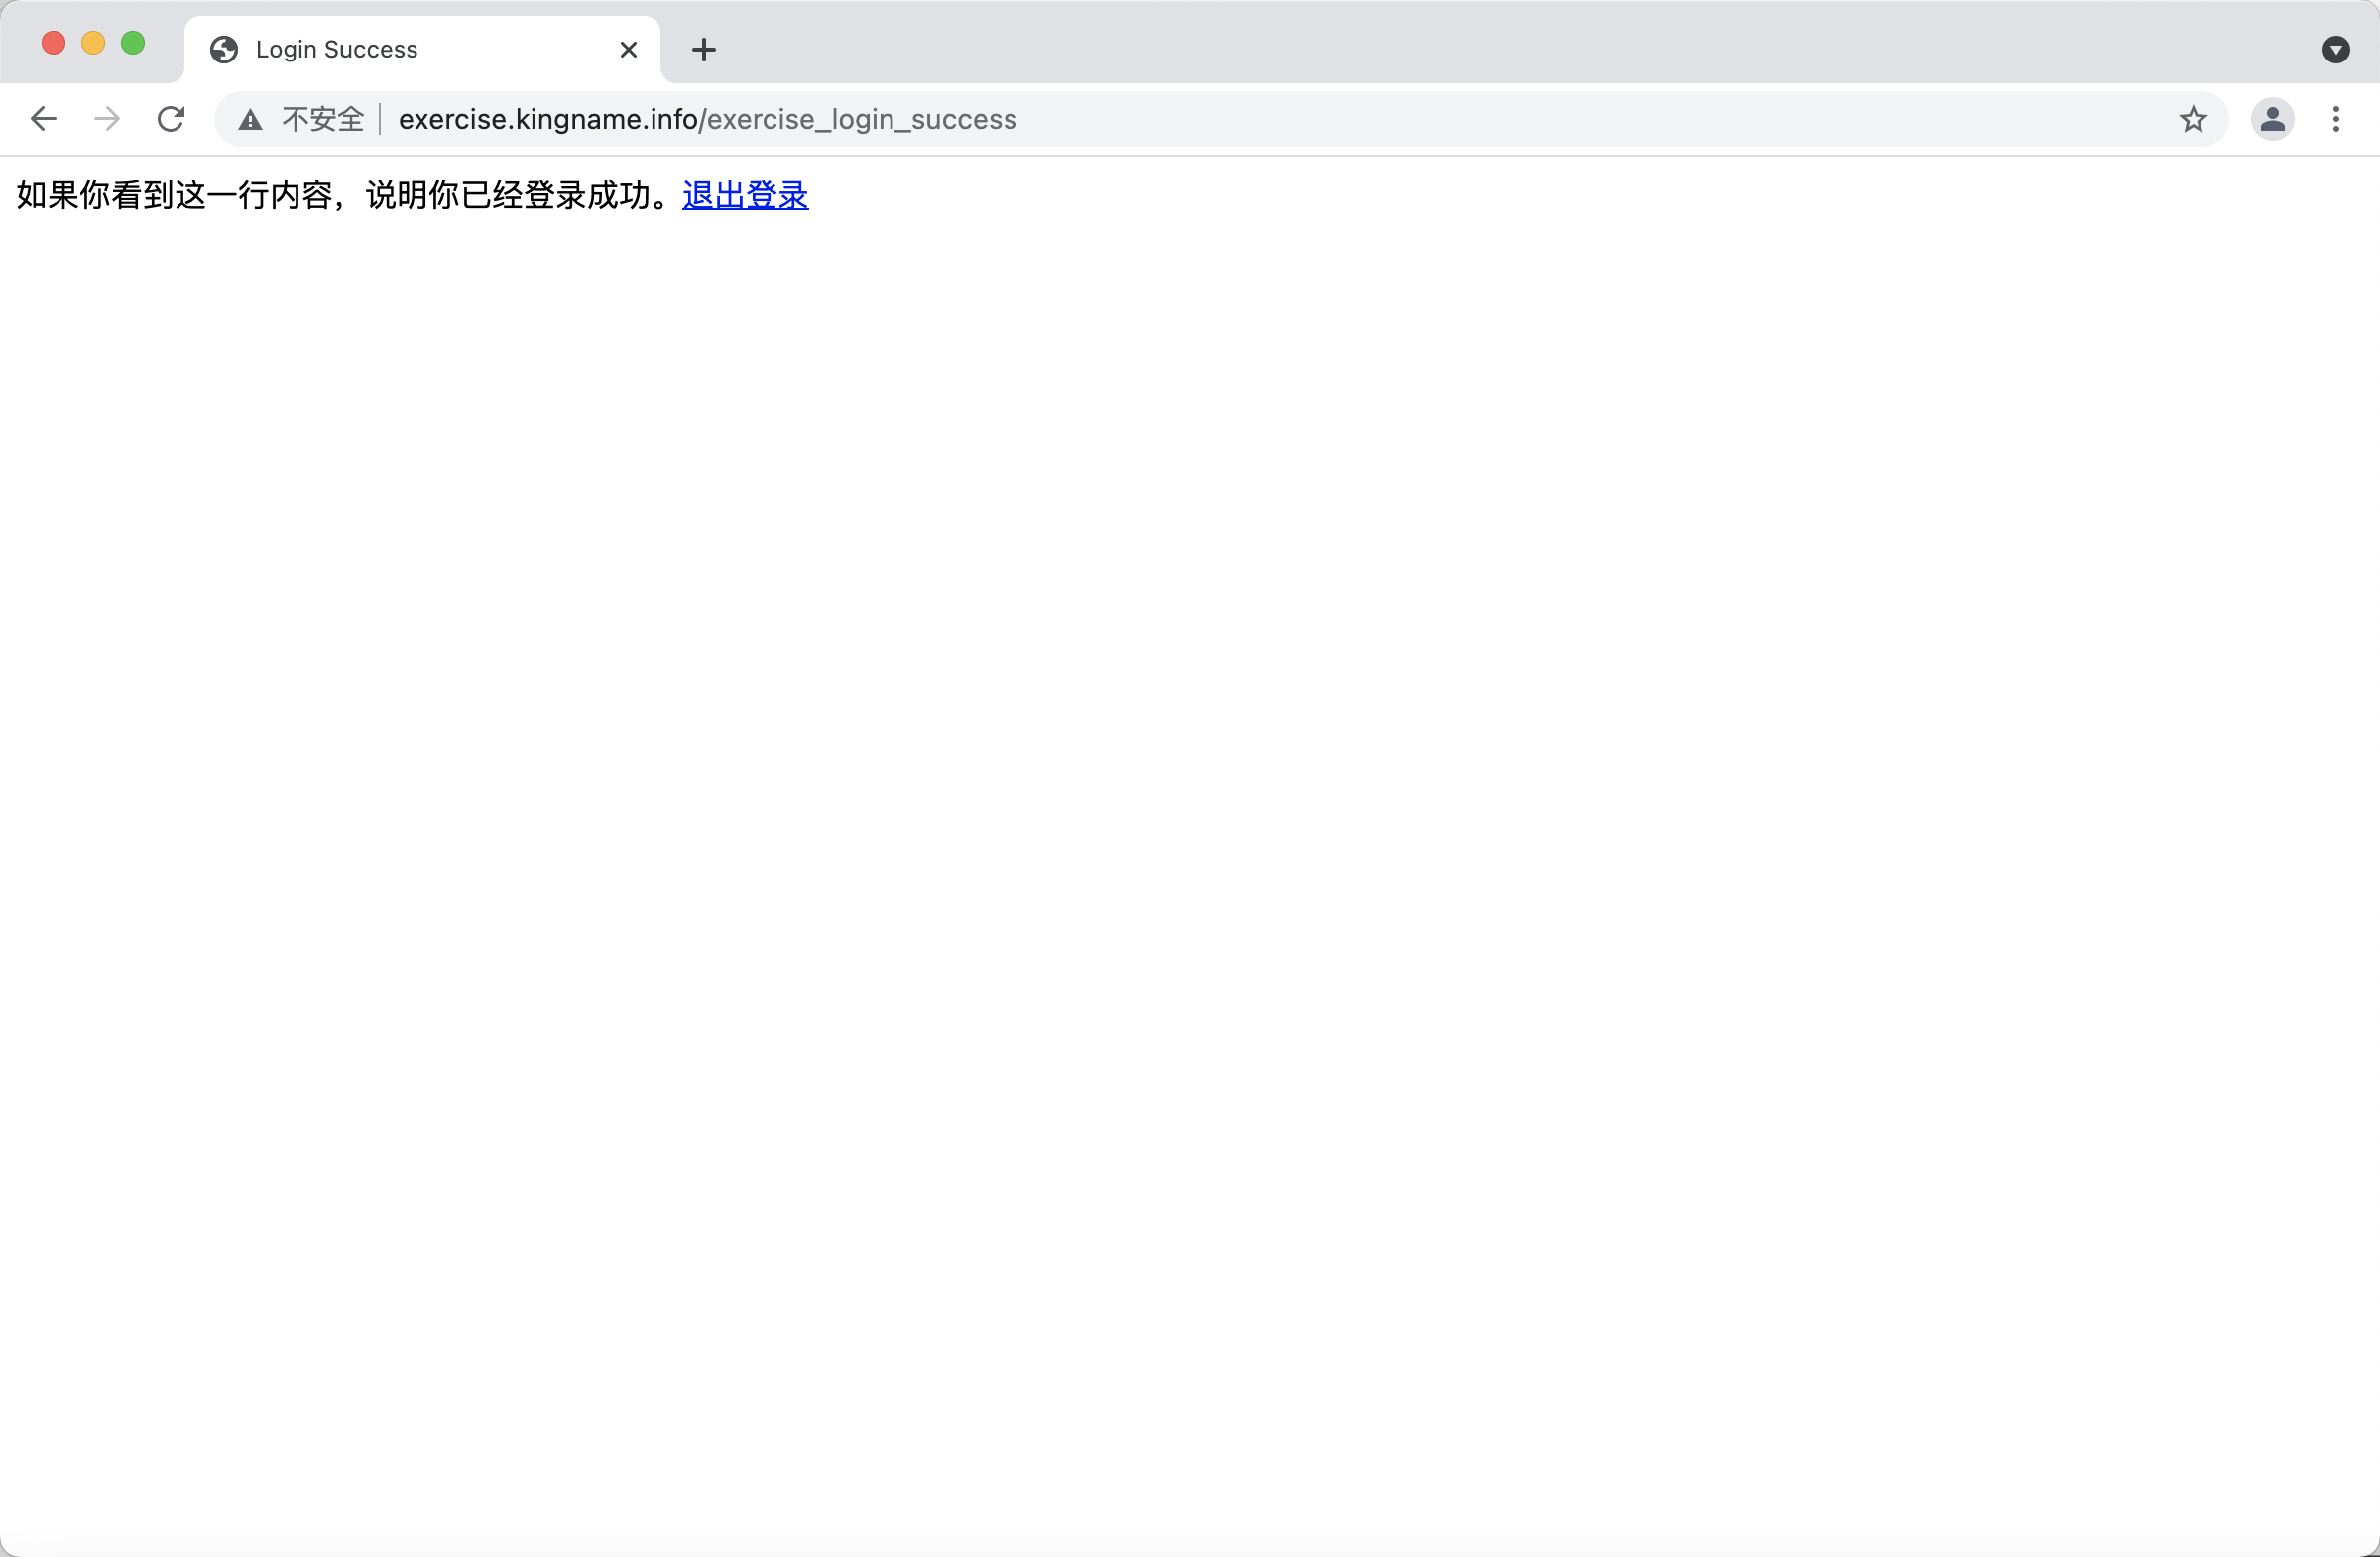 Login Success
不安全 exercise.kingname.info/exercise_login_success
如果你看到这一行内容，说明你已经登录成功。退出登录